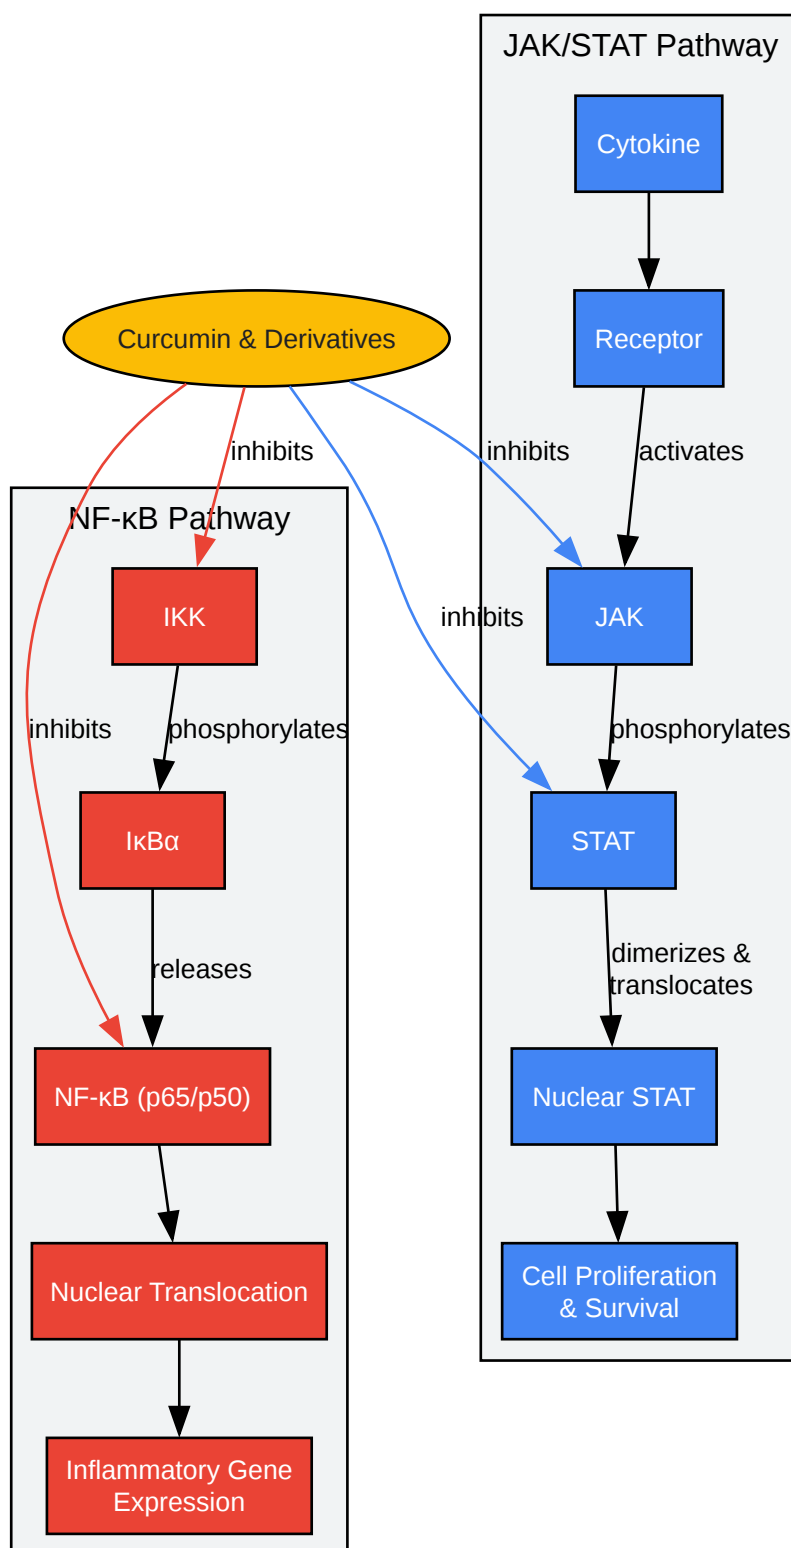 JAK/STAT Pathway
Cytokine
Curcumin & Derivatives
Receptor
inhibits
inhibits
activates
NF-κB Pathway
IKK
inhibits
JAK
inhibits
phosphorylates
phosphorylates
IκBα
STAT
releases
dimerizes &
translocates
NF-κB (p65/p50)
Nuclear STAT
Nuclear Translocation
Cell Proliferation
& Survival
Inflammatory Gene
Expression